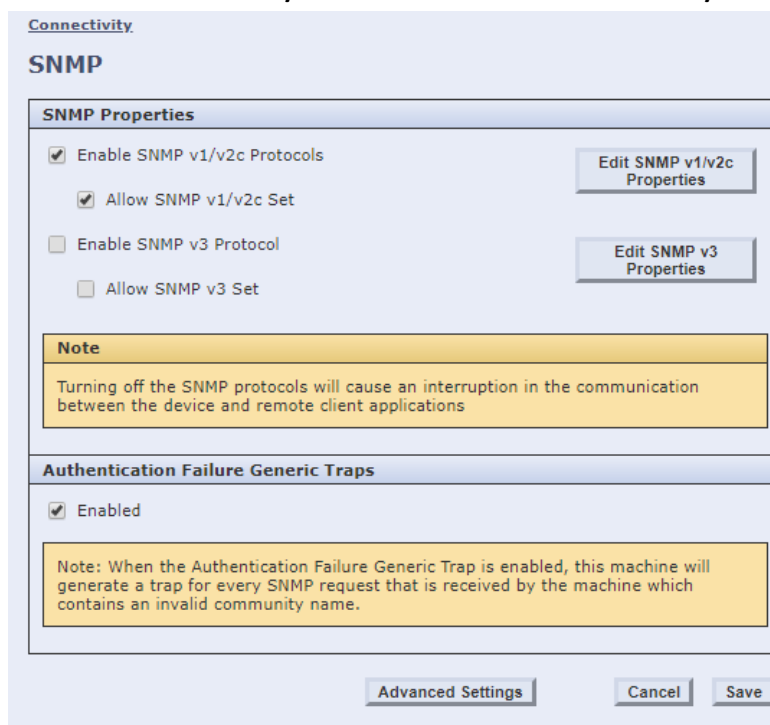 Connectivity
SNMP
SNMP Properties
Enable SNMP v1/v2c Protocols
Edit SNMP v1/v2c
Properties
Allow SNMP v1/v2c Set
Enable SNMP v3 Protocol
Edit SNMP v3
Properties
Allow SNMP v3 Set
Note
Turning off the SNMP protocols will cause an interruption in the communication
between the device and remote client applications
Authentication Failure Generic Traps
Enabled
Note: When the Authentication Failure Generic Trap is enabled, this machine will
generate a trap for every SNMP request that is received by the machine which
contains an invalid community name.
Advanced Settings
Cancel
Save